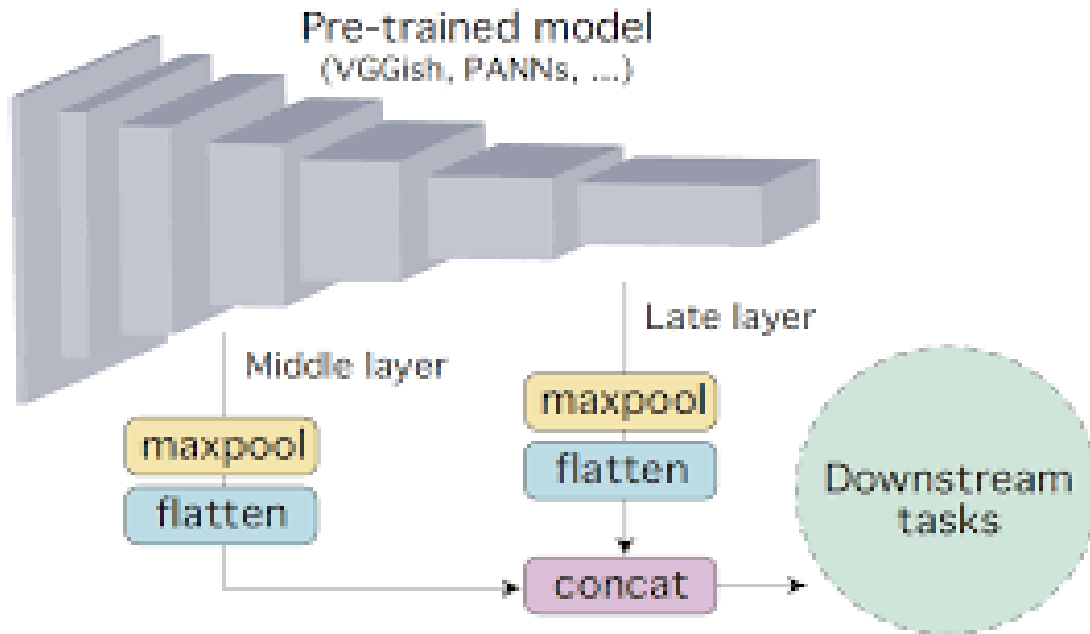 Pre-trained model
(VGGish, PANNs, ...)
Late layer
Middle layer
maxpool
maxpool
flatten
flatten
Downstream
tasks
concat